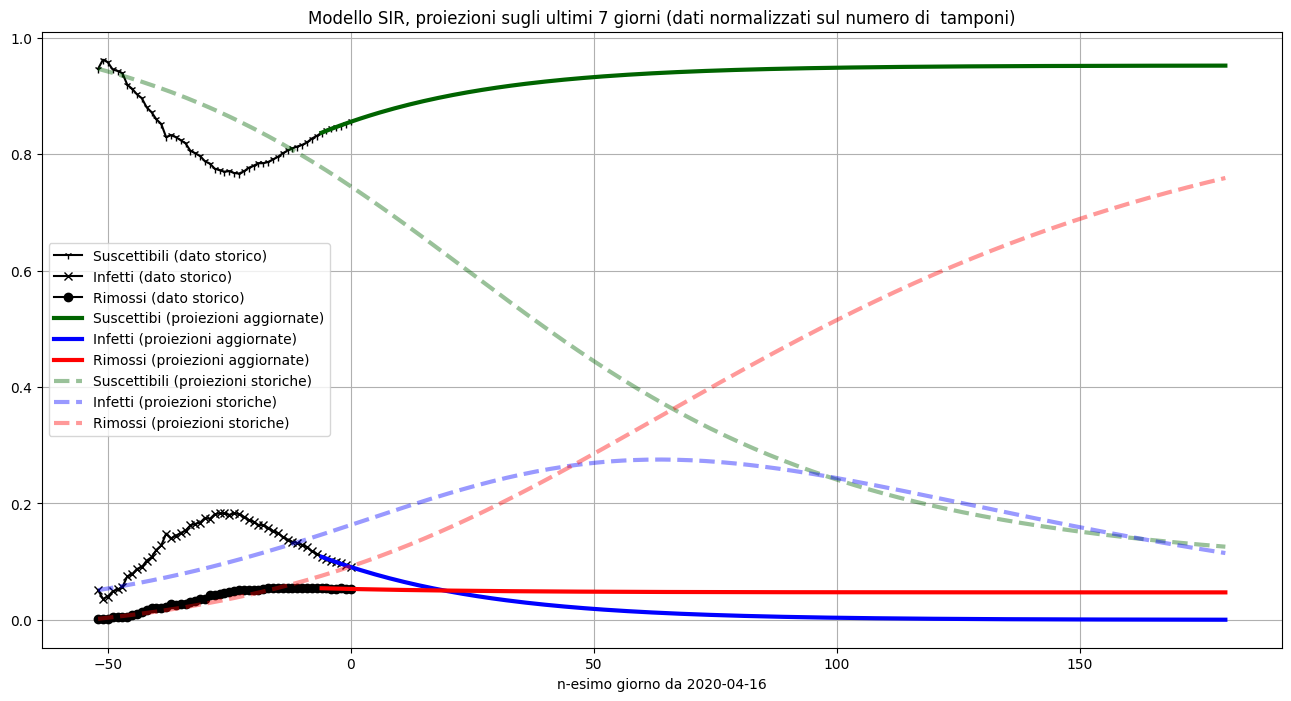 Modello SIR, proiezioni sugli ultimi 7 giorni (dati normalizzati sul numero di  tamponi)
1.0
0.8
0.6
0.4
0.2
0.0
Suscettibili (dato storico)
Infetti (dato storico)
Rimossi (dato storico)
Suscettibi (proiezioni aggiornate)
Infetti (proiezioni aggiornate)
Rimossi (proiezioni aggiornate)
Suscettibili (proiezioni storiche)
Infetti (proiezioni storiche)
Rimossi (proiezioni storiche)
−50 0 50 100 150
n-esimo giorno da 2020-04-16